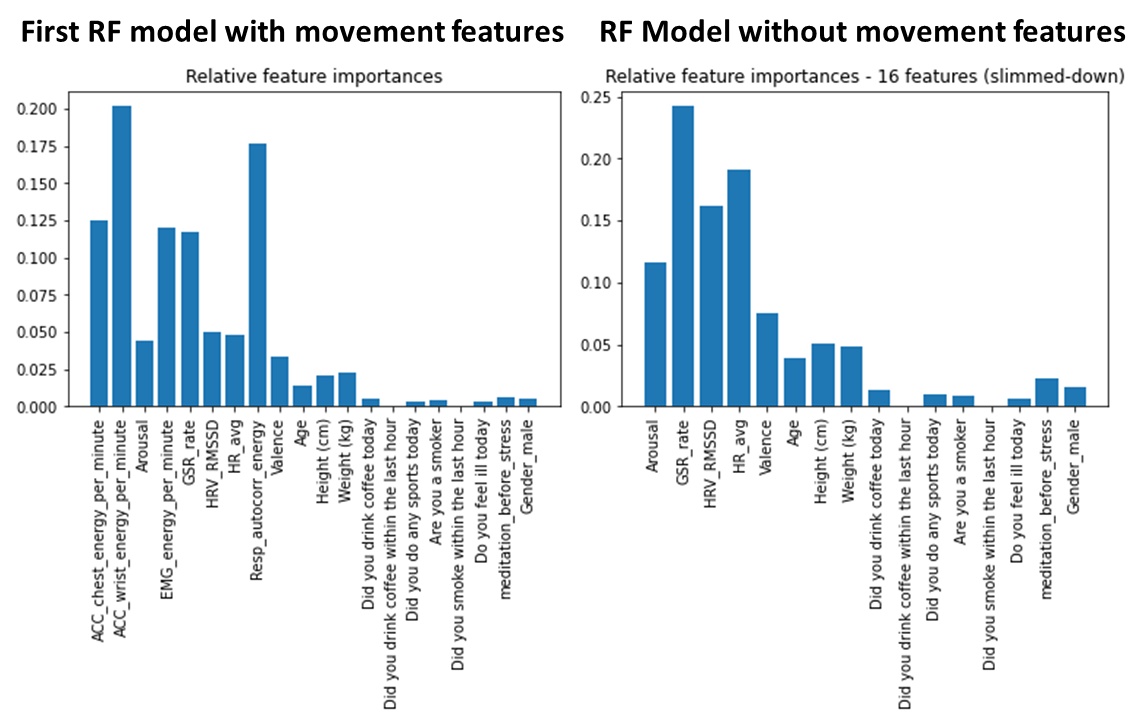 First RF model with movement features
Relative feature importances
0.200
0.175
0.150
0.125
0.100
0.075
0.050
0.025
0.000
ACC_chest_energy_per_minute
ACC_wrist_energy_per_minute
Arousal
EMG_energy_per_minute
GSR_rate
HRV_RMSSD
HR_avg
Resp_autocorr_energy
Valence
Age
Height (cm)
Weight (kg)
Did you drink coffee today
Did you drink coffee within the last hour
Did you do any sports today
Are you a smoker
Did you smoke within the last hour
Do you feel ill today
meditation_before_stress
Gender_male
RF Model without movement features
Relative feature importances - 16 features (slimmed-down)
0.25
0.20
0.15
0.10
0.05
0.00
Arousal
GSR_rate
HRV_RMSSD
HR_avg
Valence
Age
Height (cm)
Weight (kg)
Did you drink coffee today
Did you drink coffee within the last hour
Did you do any sports today
Are you a smoker
Did you smoke within the last hour
Do you feel ill today
meditation_before_stress
Gender_male